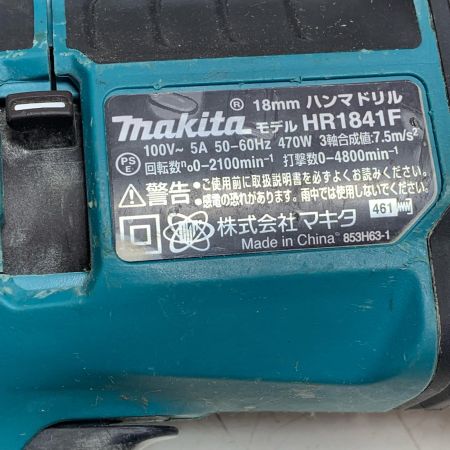 ® 18mm ハンマドリル
makita モデル HR1841F
100V~ 5A 50-60Hz 470W 3軸合成値:7.5m/s²
PS E 回転数n₀0-2100min⁻¹ 打撃数0-4800min⁻¹
警告 •ご使用前に取扱説明書を必ずよくお読みください。
•感電の恐れがあります。雨中では使用しないでください。
株式会社 マキタ 461
Made in China 853H63-1